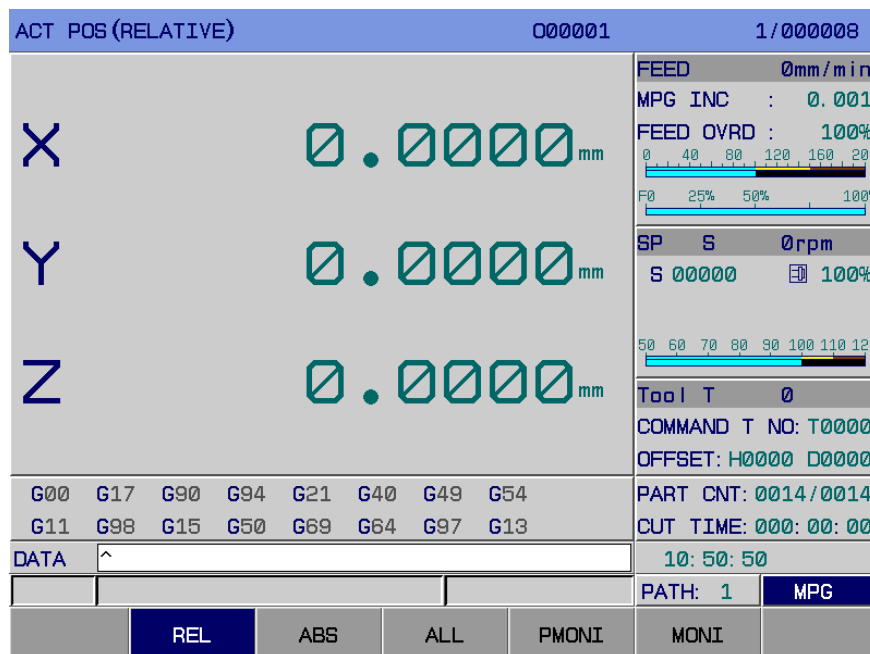 ACT POS(RELATIVE) O00001 1/000008
X 0.0000 mm
Y 0.0000 mm
Z 0.0000 mm
FEED 0mm/min
MPG INC : 0.001
FEED OVRD : 100%
0 40 80 120 160 20
F0 25% 50% 100%
SP S 0rpm
S 00000 100%
50 60 70 80 90 100 110 12
Tool T 0
COMMAND T NO: T0000
OFFSET: H0000 D0000
G00 G17 G90 G94 G21 G40 G49 G54
G11 G98 G15 G50 G69 G64 G97 G13
PART CNT: 0014/0014
CUT TIME: 000:00:00
DATA ^
10:50:50
PATH: 1 MPG
REL ABS ALL PMONI MONI